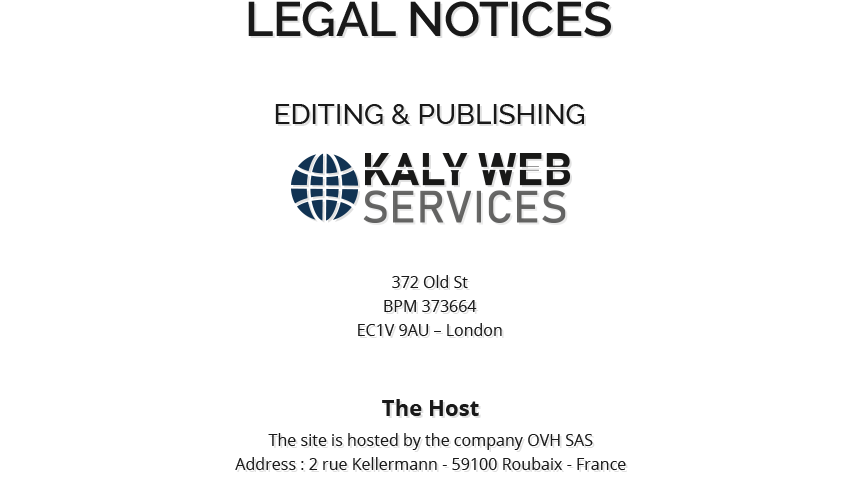 LEGAL NOTICES
EDITING & PUBLISHING
KALY WEB
SERVICES
372 Old St
BPM 373664
EC1V 9AU – London
The Host
The site is hosted by the company OVH SAS
Address : 2 rue Kellermann - 59100 Roubaix - France